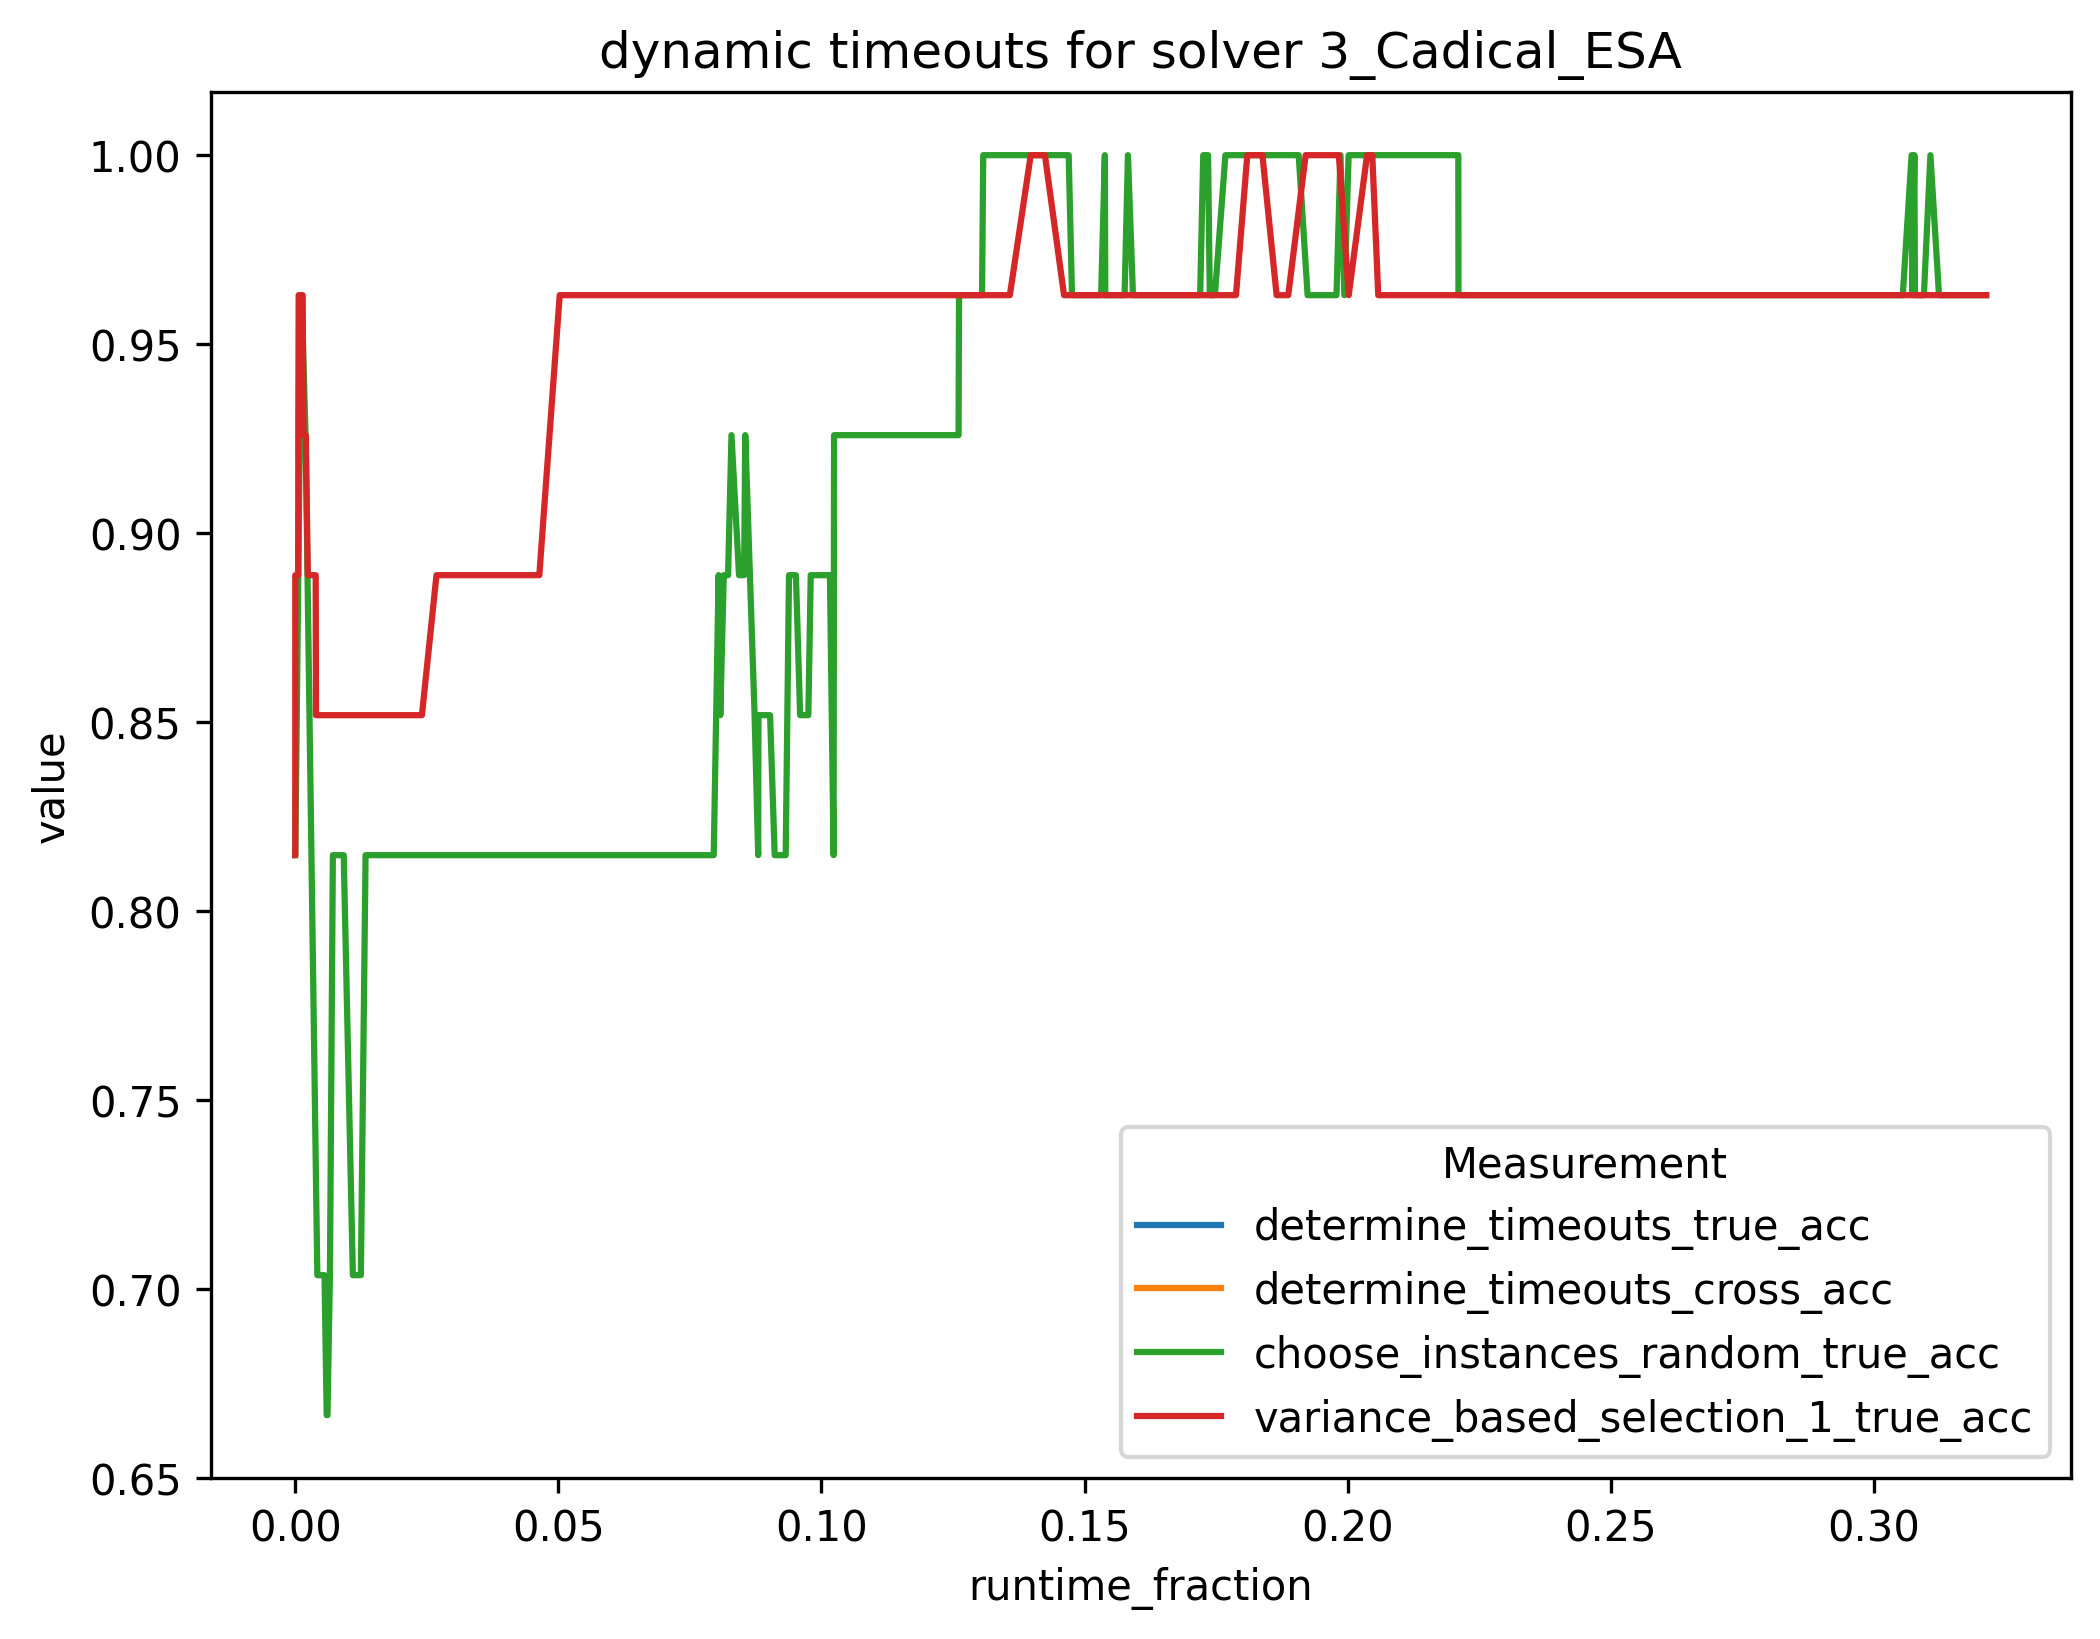 dynamic timeouts for solver 3_Cadical_ESA
1.00
0.95
0.90
0.85
0.80
0.75
0.70
0.65
value
0.00 0.05 0.10 0.15 0.20 0.25 0.30
runtime_fraction
Measurement
determine_timeouts_true_acc
determine_timeouts_cross_acc
choose_instances_random_true_acc
variance_based_selection_1_true_acc